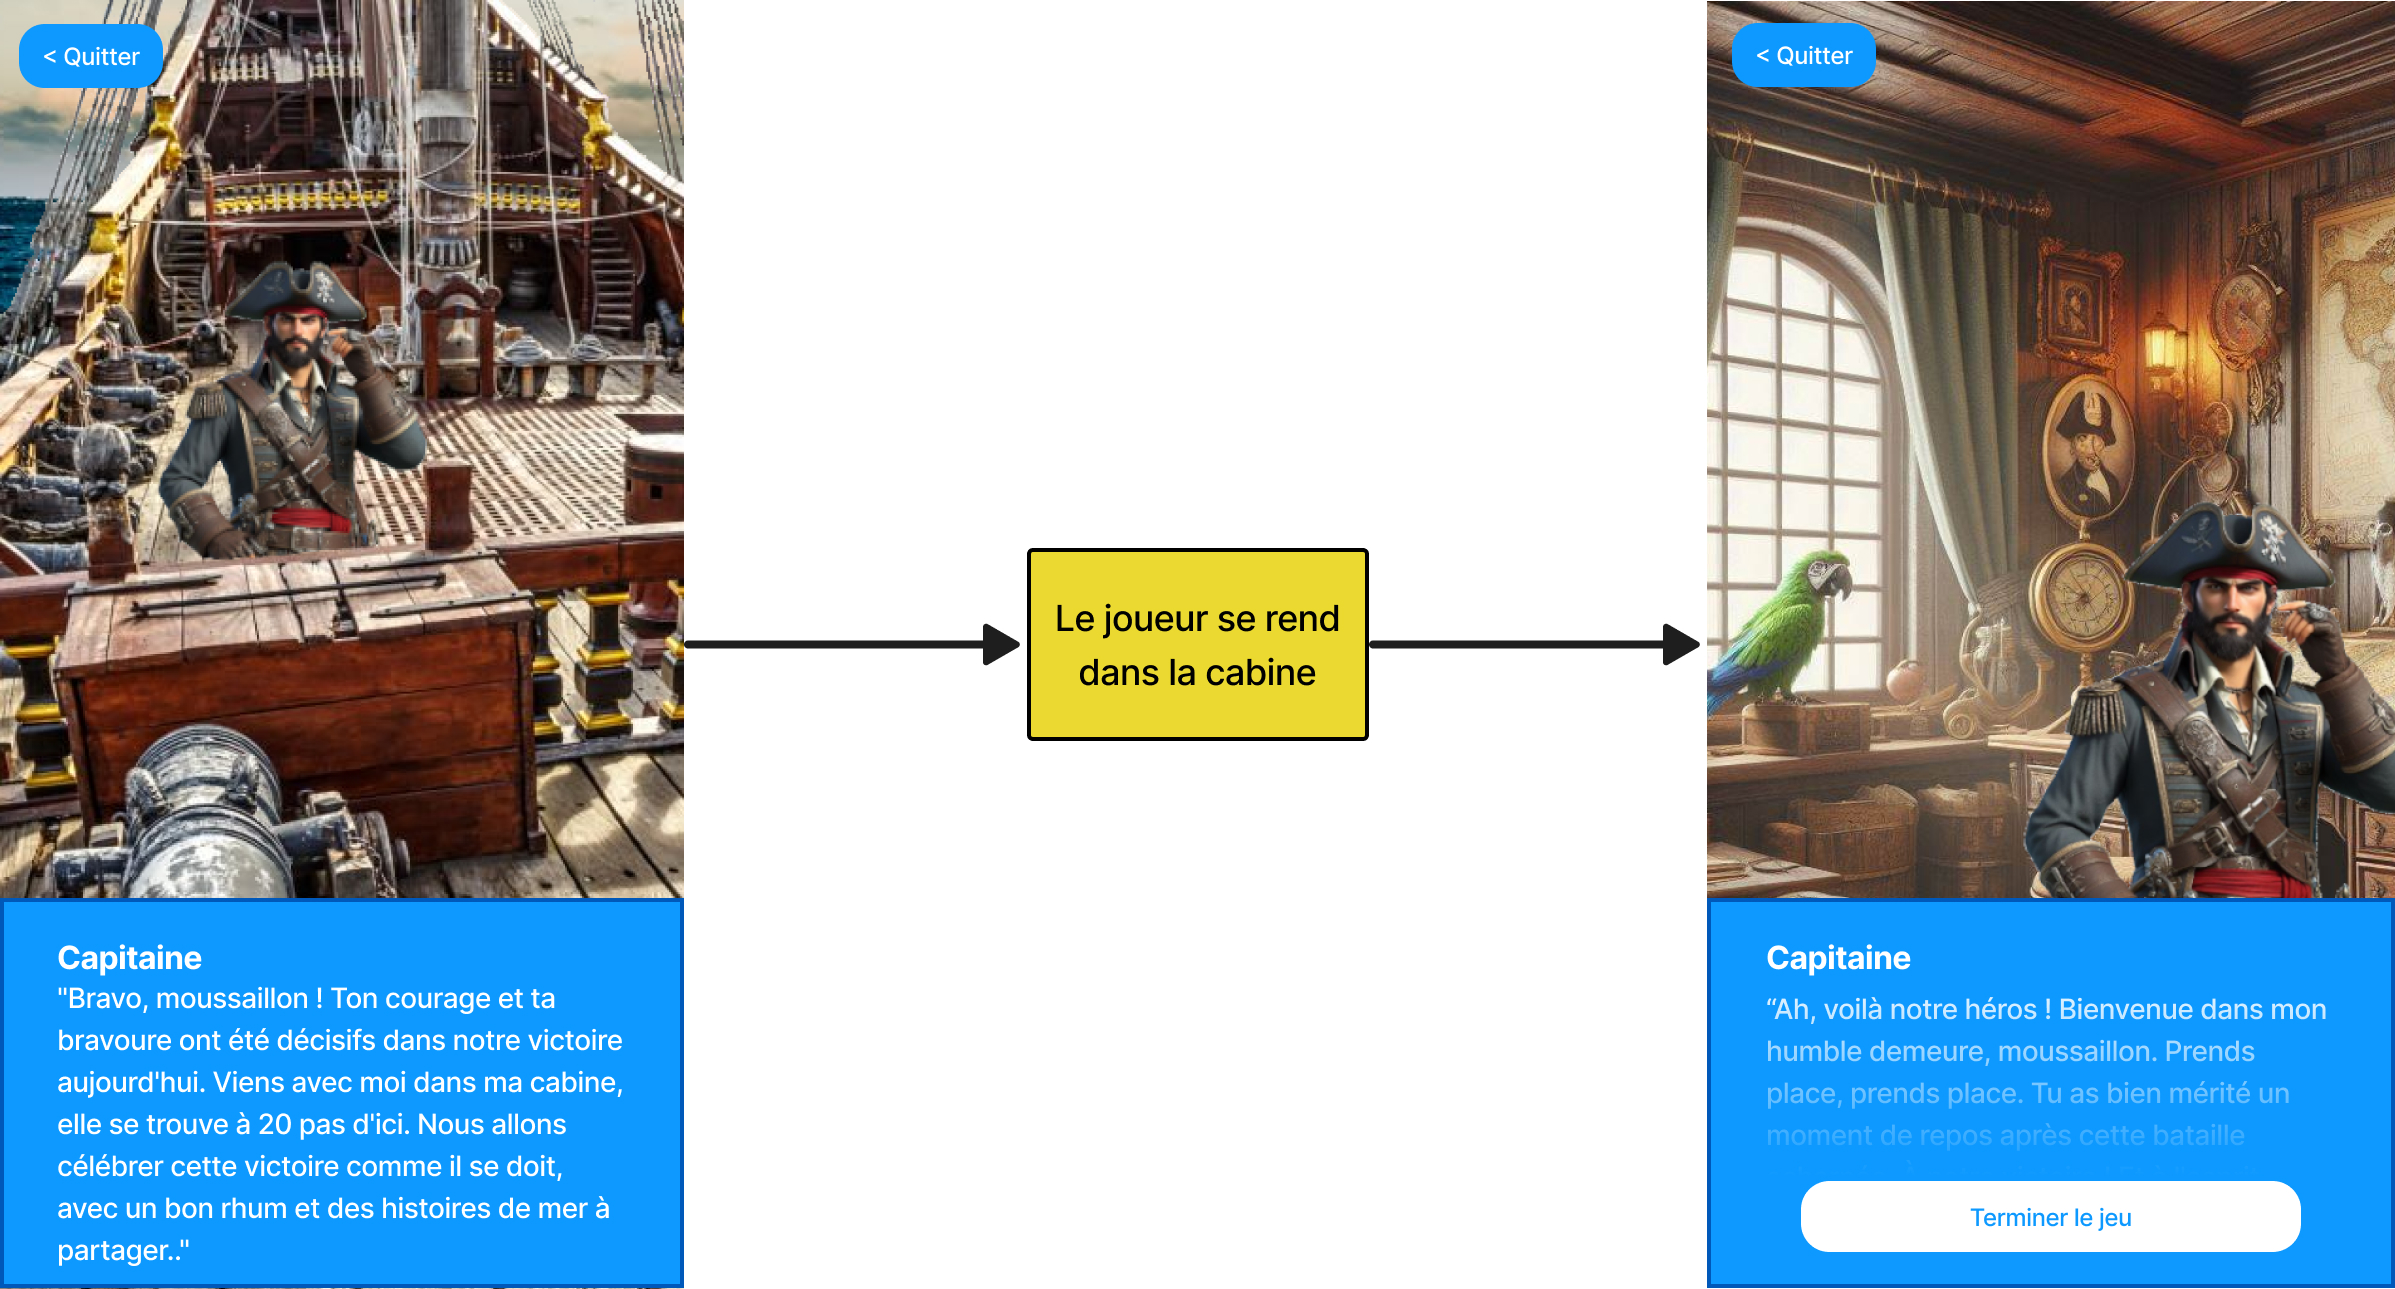 < Quitter
Capitaine
"Bravo, moussaillon ! Ton courage et ta
bravoure ont été décisifs dans notre victoire
aujourd'hui. Viens avec moi dans ma cabine,
elle se trouve à 20 pas d'ici. Nous allons
célébrer cette victoire comme il se doit,
avec un bon rhum et des histoires de mer à
partager.."
Le joueur se rend
dans la cabine
< Quitter
Capitaine
“Ah, voilà notre héros ! Bienvenue dans mon
humble demeure, moussaillon. Prends
place, prends place. Tu as bien mérité un
moment de repos après cette bataille
Terminer le jeu